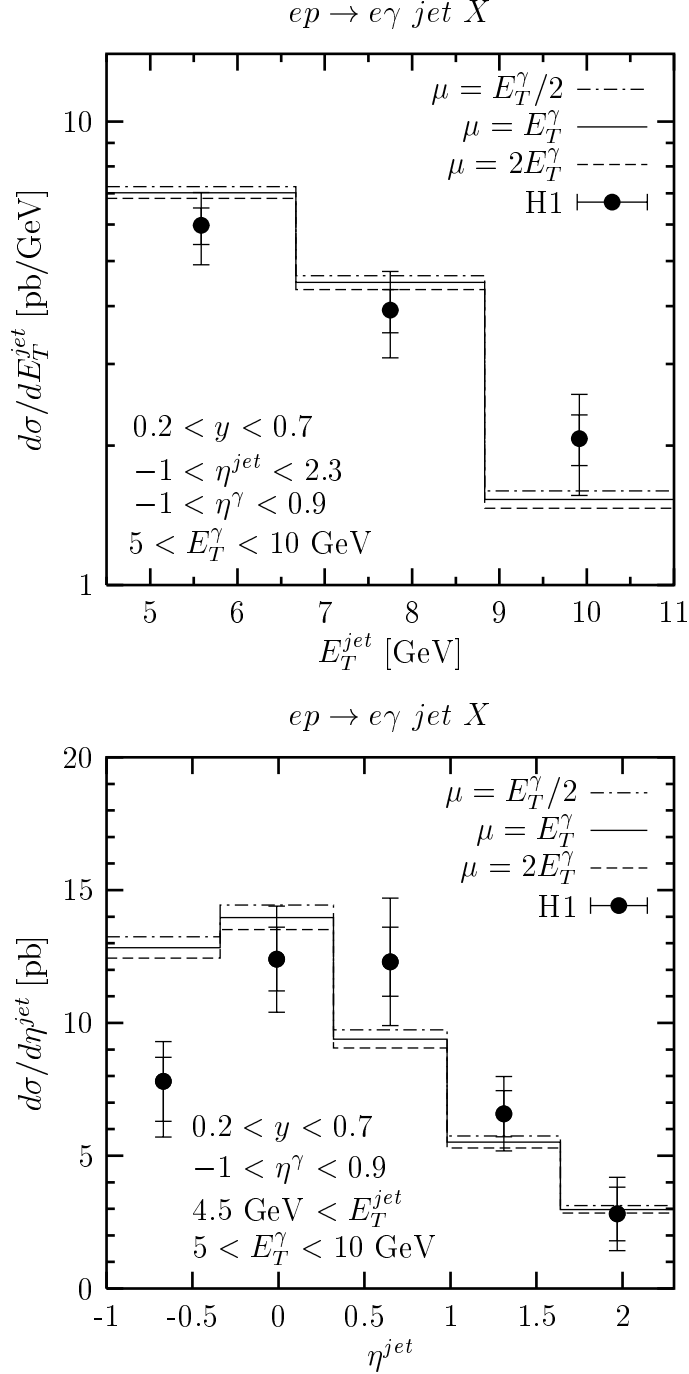 ep → eγ jet X
μ = E_T^γ/2
μ = E_T^γ
μ = 2E_T^γ
H1
10
1
dσ/dE_T^{jet} [pb/GeV]
0.2 < y < 0.7
−1 < η^{jet} < 2.3
−1 < η^γ < 0.9
5 < E_T^γ < 10 GeV
5 6 7 8 9 10 11
E_T^{jet} [GeV]
ep → eγ jet X
μ = E_T^γ/2
μ = E_T^γ
μ = 2E_T^γ
H1
20
15
10
5
0
dσ/dη^{jet} [pb]
0.2 < y < 0.7
−1 < η^γ < 0.9
4.5 GeV < E_T^{jet}
5 < E_T^γ < 10 GeV
-1 -0.5 0 0.5 1 1.5 2
η^{jet}